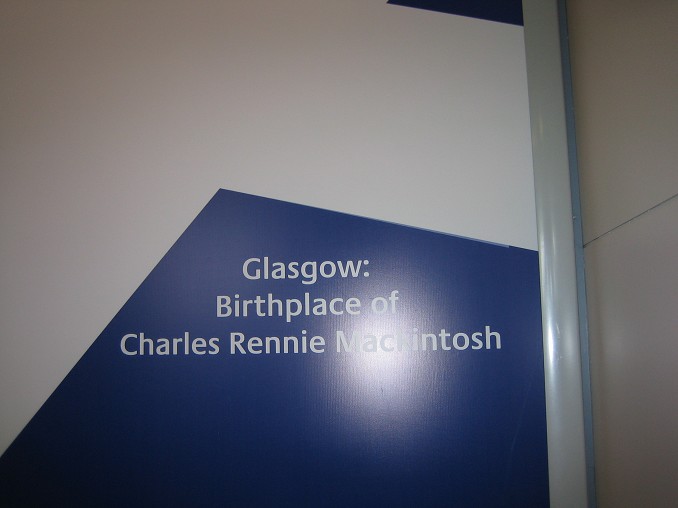 Glasgow:
Birthplace of
Charles Rennie Mackintosh